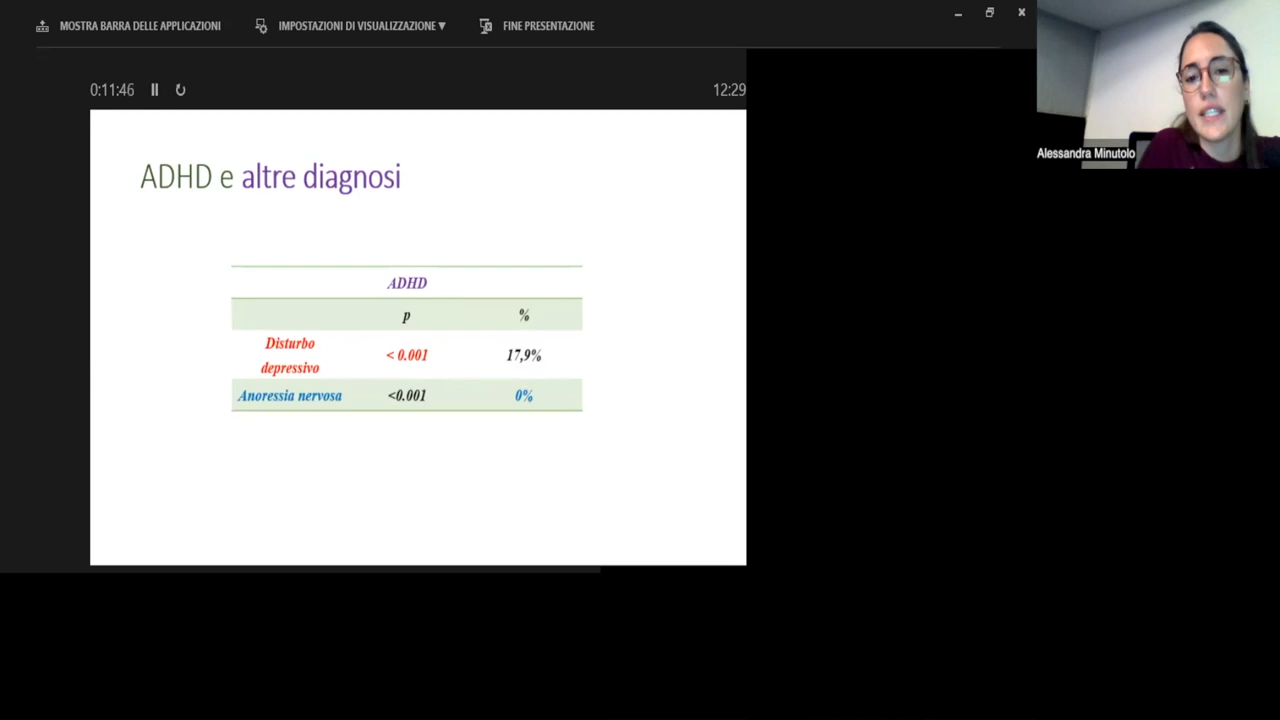 MOSTRA BARRA DELLE APPLICAZIONI
IMPOSTAZIONI DI VISUALIZZAZIONE ▼
FINE PRESENTAZIONE
0:11:46
12:29
Alessandra Minutolo
ADHD e altre diagnosi
ADHD
p %
Disturbo
depressivo
< 0.001 17,9%
Anoressia nervosa <0.001 0%